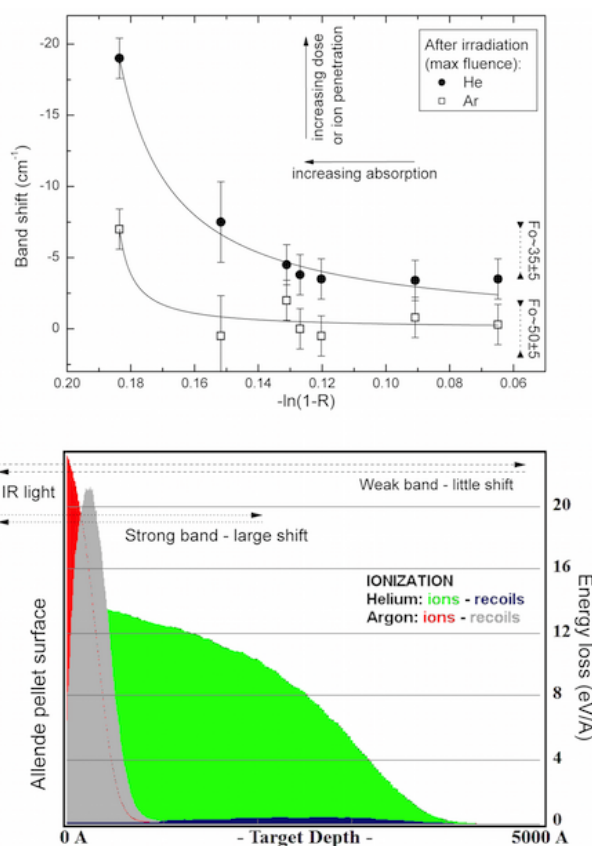 -20
-15
-10
-5
0
Band shift (cm⁻¹)
increasing dose
or ion penetration
increasing absorption
After irradiation
(max fluence):
He
Ar
Fo~35±5
Fo~50±5
0.20 0.18 0.16 0.14 0.12 0.10 0.08 0.06
-ln(1-R)
IR light
Weak band - little shift
Strong band - large shift
IONIZATION
Helium: ions - recoils
Argon: ions - recoils
Allende pellet surface
20
16
12
8
4
0
Energy loss (eV/A)
0 A - Target Depth - 5000 A